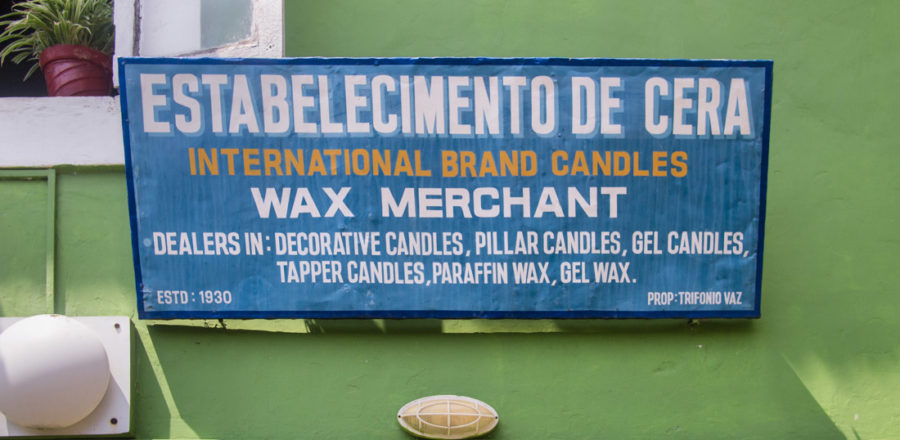 ESTABELECIMENTO DE CERA
INTERNATIONAL BRAND CANDLES
WAX MERCHANT
DEALERS IN: DECORATIVE CANDLES, PILLAR CANDLES, GEL CANDLES,
TAPPER CANDLES, PARAFFIN WAX, GEL WAX.
ESTD: 1930
PROP: TRIFONIO VAZ